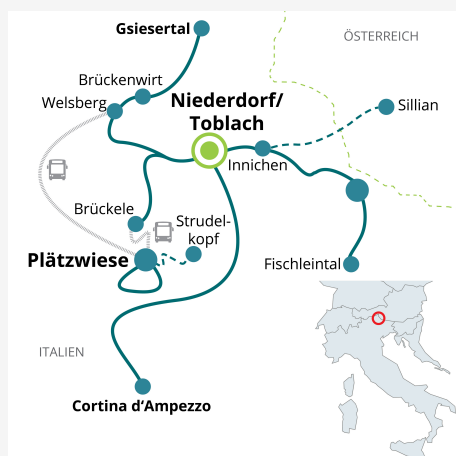 Gsiesertal
ÖSTERREICH
Brückenwirt
Welsberg
Niederdorf/
Toblach
Sillian
Innichen
Brückele
Strudel-
kopf
Plätzwiese
Fischleintal
ITALIEN
Cortina d‘Ampezzo